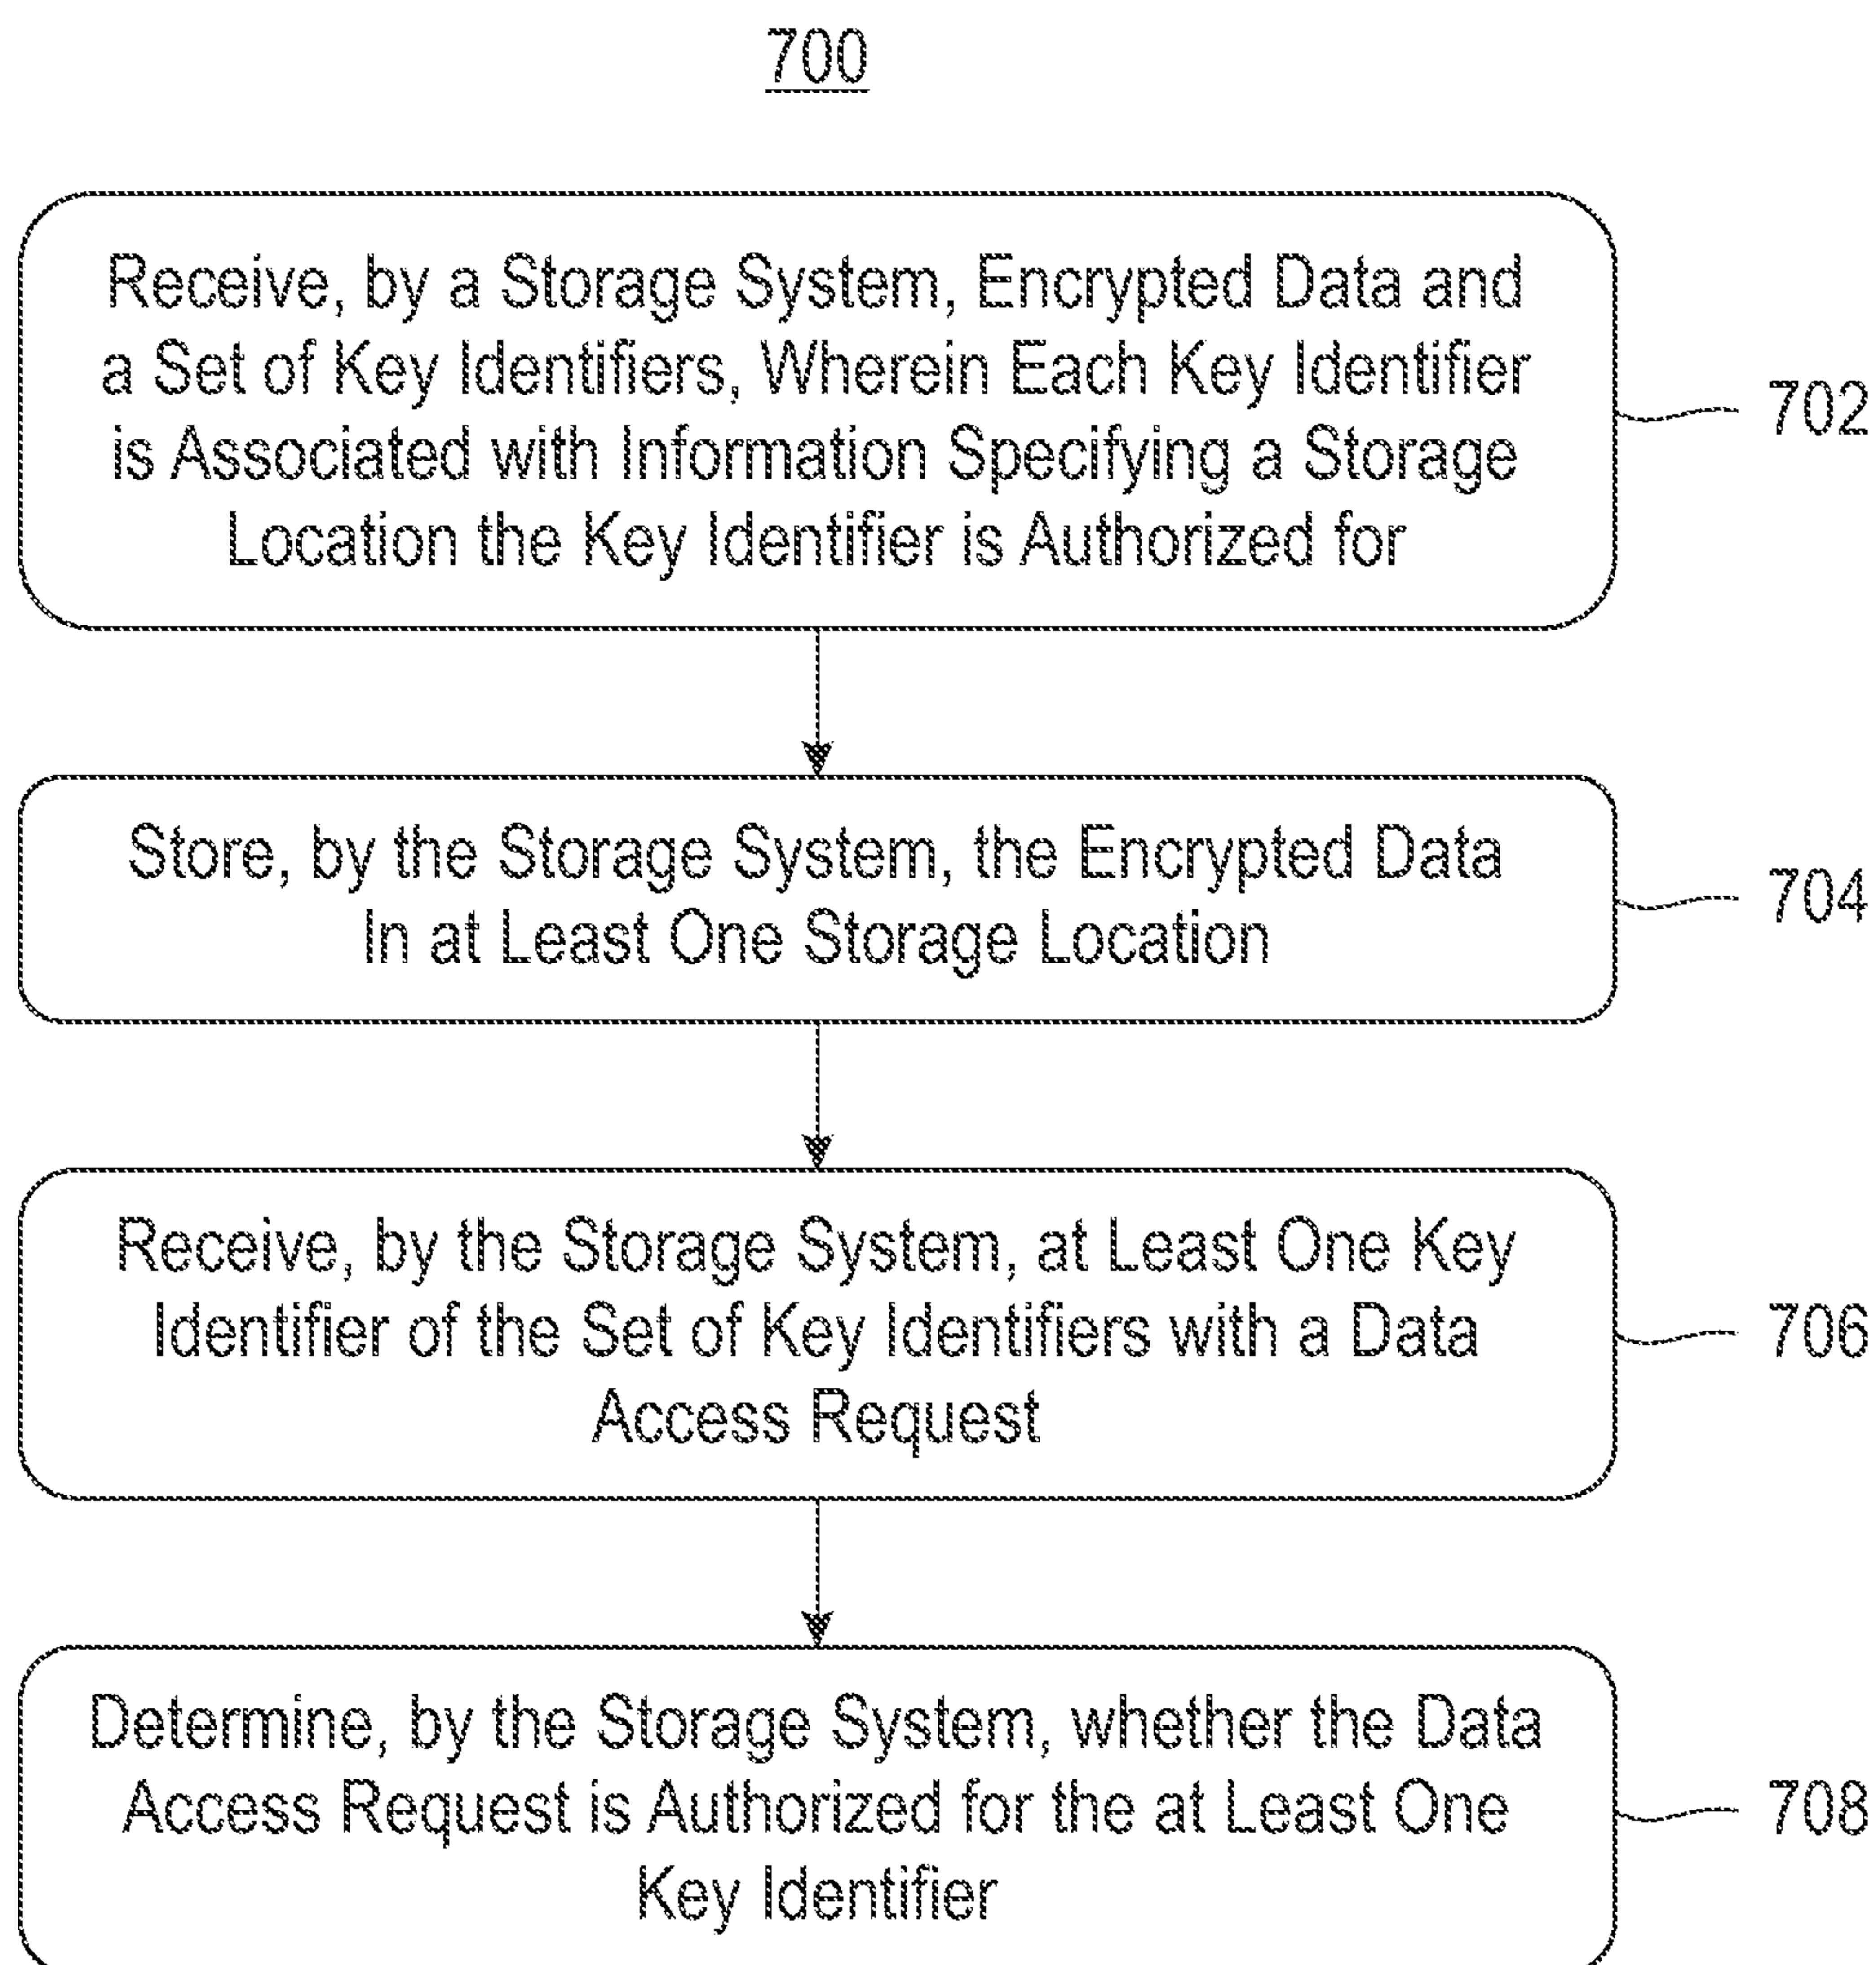 700
Receive, by a Storage System, Encrypted Data and
a Set of Key Identifiers, Wherein Each Key Identifier
is Associated with Information Specifying a Storage
Location the Key Identifier is Authorized for
702
Store, by the Storage System, the Encrypted Data
In at Least One Storage Location
704
Receive, by the Storage System, at Least One Key
Identifier of the Set of Key Identifiers with a Data
Access Request
706
Determine, by the Storage System, whether the Data
Access Request is Authorized for the at Least One
Key Identifier
708